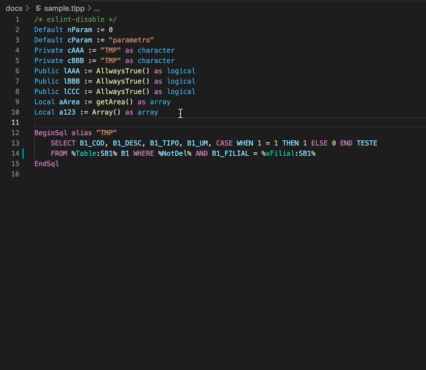 docs > sample.tlpp > ...
1 /* eslint-disable */
2 Default nParam := 0
3 Default cParam := "parametro"
4 Private cAAA := "TMP" as character
5 Private cBBB := "TMP" as character
6 Public lAAA := AllwaysTrue() as logical
7 Public lBBB := AllwaysTrue() as logical
8 Public lCCC := AllwaysTrue() as logical
9 Local aArea := getArea() as array
10 Local a123 := Array() as array
11
12 BeginSql alias "TMP"
13 SELECT B1_COD, B1_DESC, B1_TIPO, B1_UM, CASE WHEN 1 = 1 THEN 1 ELSE 0 END TESTE
14 FROM %Table:SB1% B1 WHERE %NotDel% AND B1_FILIAL = %xFilial:SB1%
15 EndSql
16